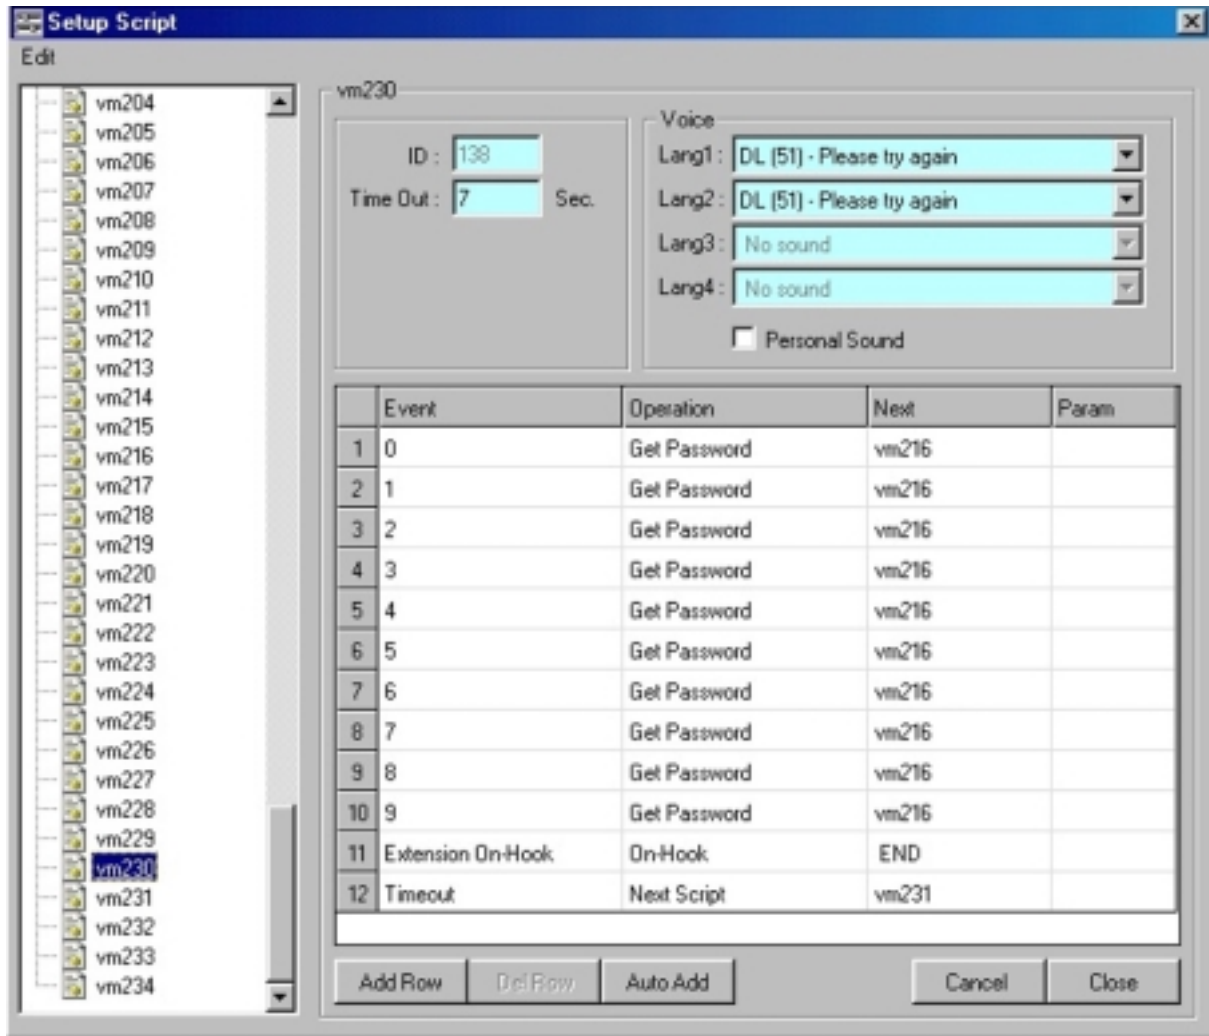 Setup Script
Edit
vm204
vm205
vm206
vm207
vm208
vm209
vm210
vm211
vm212
vm213
vm214
vm215
vm216
vm217
vm218
vm219
vm220
vm221
vm222
vm223
vm224
vm225
vm226
vm227
vm228
vm229
vm230
vm231
vm232
vm233
vm234
vm230
ID : 138
Time Out : 7 Sec.
Voice
Lang1 : DL (51) - Please try again
Lang2 : DL (51) - Please try again
Lang3 : No sound
Lang4 : No sound
Personal Sound
Event Operation Next Param
1 0 Get Password vm216
2 1 Get Password vm216
3 2 Get Password vm216
4 3 Get Password vm216
5 4 Get Password vm216
6 5 Get Password vm216
7 6 Get Password vm216
8 7 Get Password vm216
9 8 Get Password vm216
10 9 Get Password vm216
11 Extension On-Hook On-Hook END
12 Timeout Next Script vm231
Add Row Del Row Auto Add Cancel Close